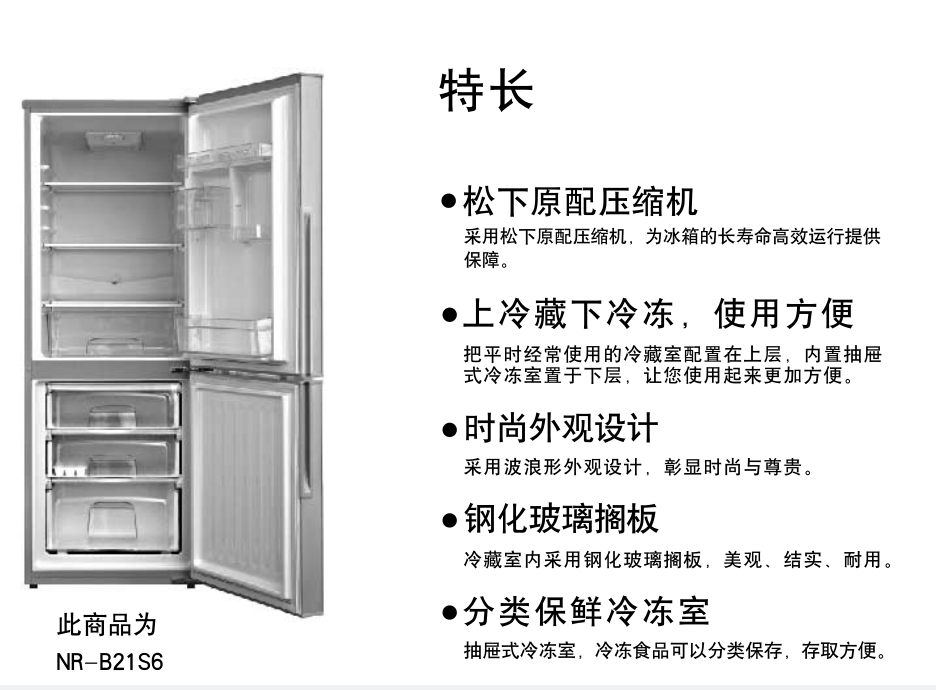 特长
●松下原配压缩机
采用松下原配压缩机，为冰箱的长寿命高效运行提供
保障。
●上冷藏下冷冻，使用方便
把平时经常使用的冷藏室配置在上层，内置抽屉
式冷冻室置于下层，让您使用起来更加方便。
●时尚外观设计
采用波浪形外观设计，彰显时尚与尊贵。
●钢化玻璃搁板
冷藏室内采用钢化玻璃搁板，美观、结实、耐用。
●分类保鲜冷冻室
抽屉式冷冻室，冷冻食品可以分类保存，存取方便。
此商品为
NR-B21S6